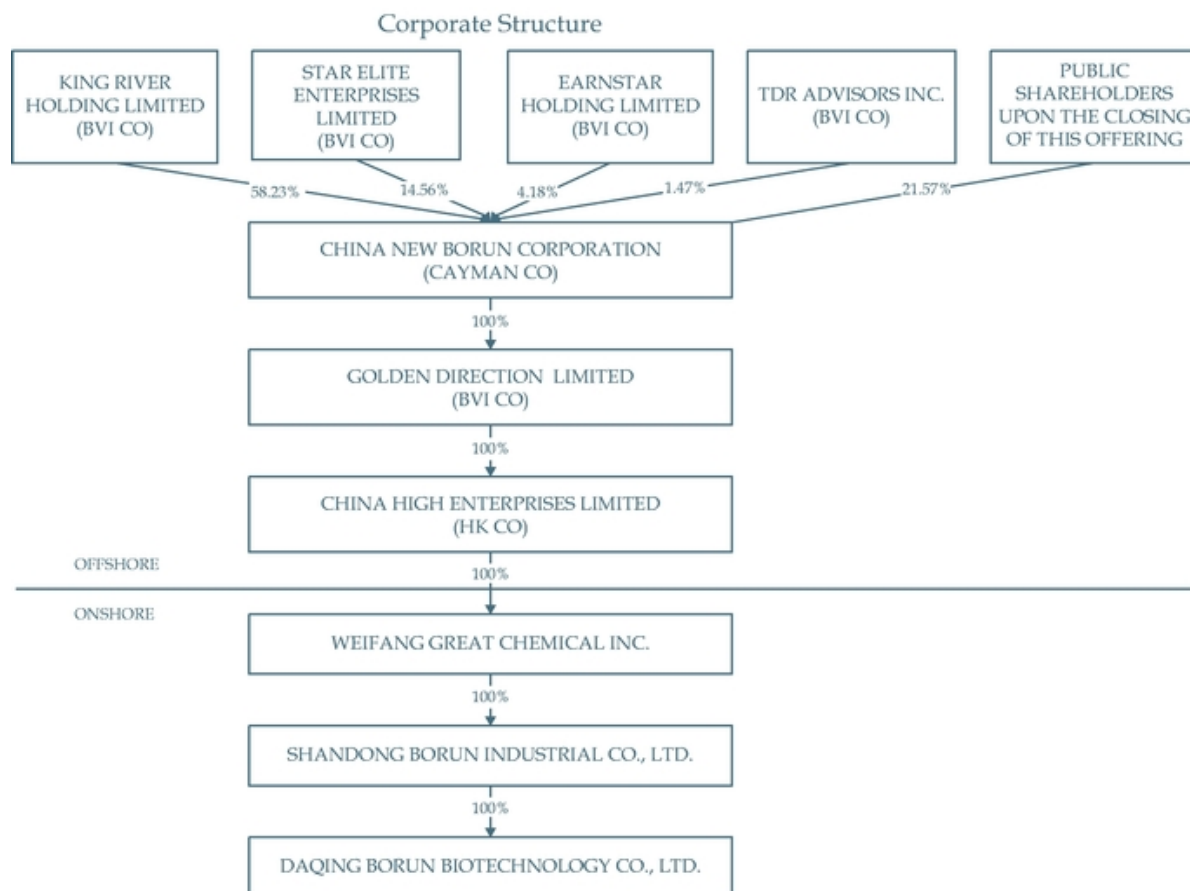 Corporate Structure
KING RIVER
HOLDING LIMITED
(BVI CO)
STAR ELITE
ENTERPRISES
LIMITED
(BVI CO)
EARNSTAR
HOLDING LIMITED
(BVI CO)
TDR ADVISORS INC.
(BVI CO)
PUBLIC
SHAREHOLDERS
UPON THE CLOSING
OF THIS OFFERING
58.23%
14.56%
4.18%
1.47%
21.57%
CHINA NEW BORUN CORPORATION
(CAYMAN CO)
100%
GOLDEN DIRECTION LIMITED
(BVI CO)
100%
CHINA HIGH ENTERPRISES LIMITED
(HK CO)
OFFSHORE
100%
ONSHORE
WEIFANG GREAT CHEMICAL INC.
100%
SHANDONG BORUN INDUSTRIAL CO., LTD.
100%
DAQING BORUN BIOTECHNOLOGY CO., LTD.